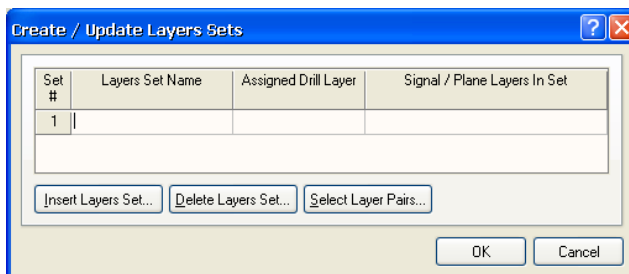 Create / Update Layers Sets
Set # Layers Set Name Assigned Drill Layer Signal / Plane Layers In Set
1
Insert Layers Set... Delete Layers Set... Select Layer Pairs...
OK Cancel